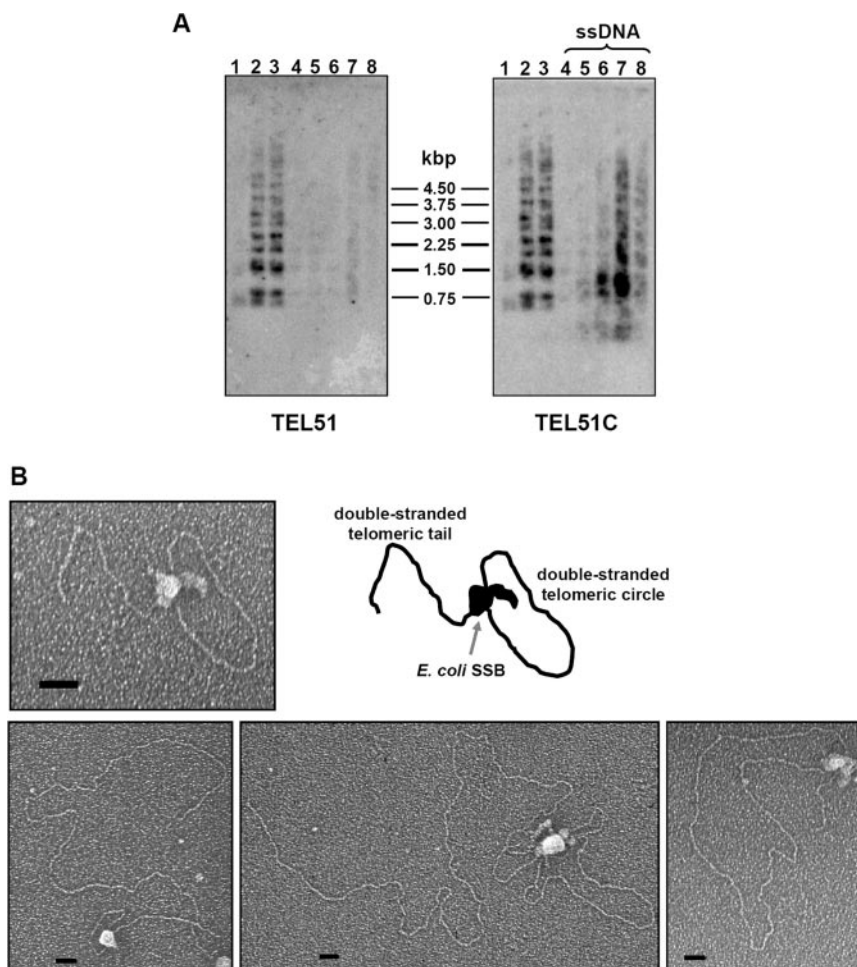 A
ssDNA
1 2 3 4 5 6 7 8
1 2 3 4 5 6 7 8
kbp
4.50
3.75
3.00
2.25
1.50
0.75
TEL51
TEL51C
B
double-stranded
telomeric tail
double-stranded
telomeric circle
E. coli SSB